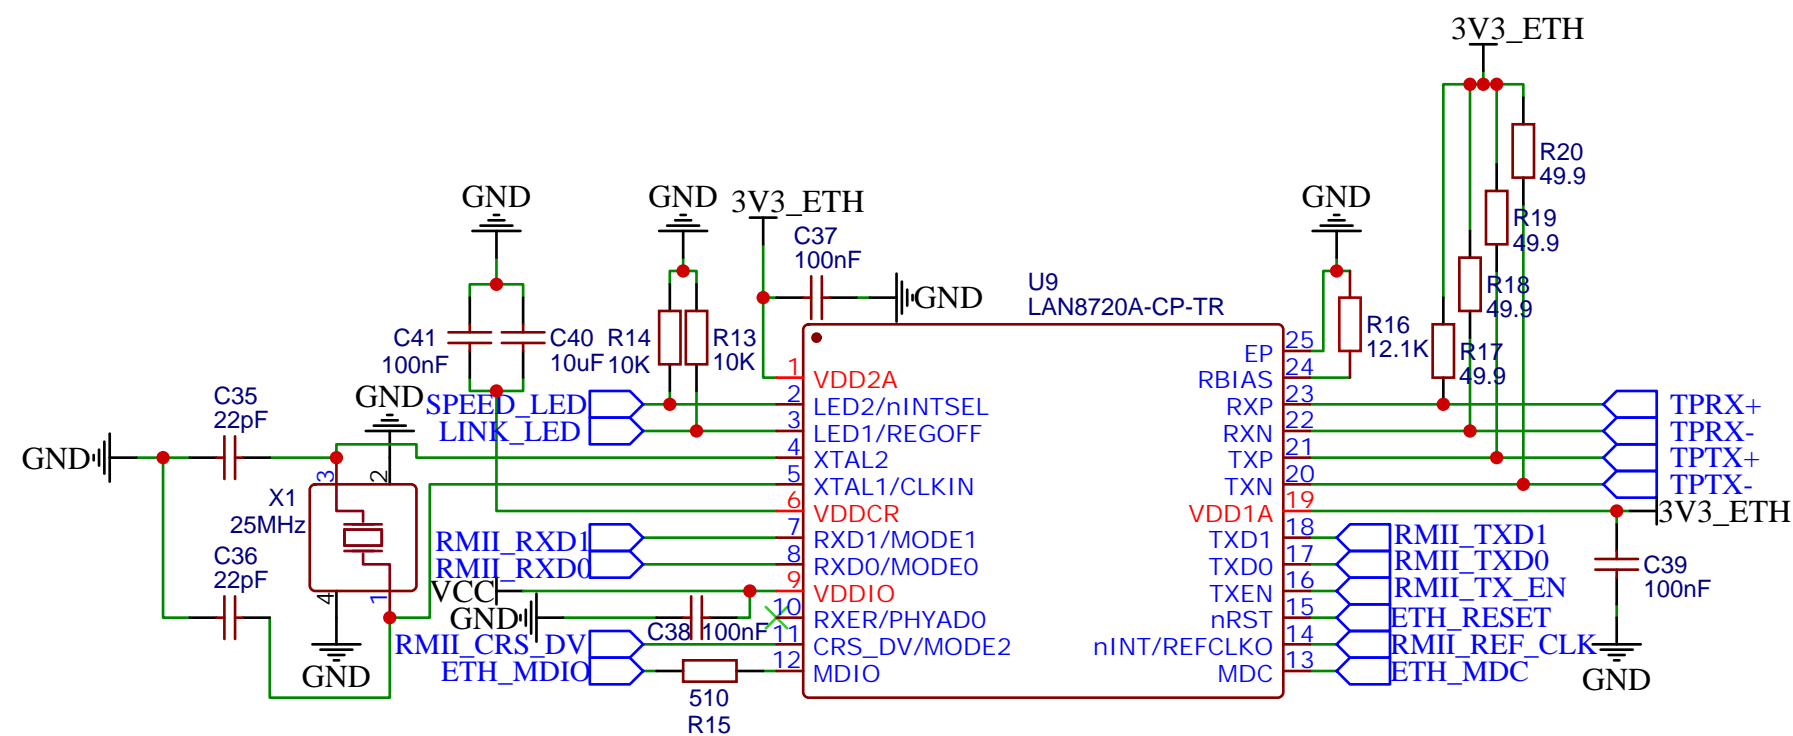 3V3_ETH
R20
49.9
GND
GND
3V3_ETH
GND
R19
49.9
C37
100nF
U9
LAN8720A-CP-TR
GND
R18
49.9
C41
100nF
C40
10uF
R14
10K
R13
10K
R16
12.1K
R17
49.9
1
VDD2A
2
LED2/nINTSEL
3
LED1/REGOFF
4
XTAL2
5
XTAL1/CLKIN
6
VDDCR
7
RXD1/MODE1
8
RXD0/MODE0
9
VDDIO
10
RXER/PHYAD0
11
CRS_DV/MODE2
12
MDIO
25
EP
24
RBIAS
23
RXP
22
RXN
21
TXP
20
TXN
19
VDD1A
18
TXD1
17
TXD0
16
TXEN
15
nRST
14
nINT/REFCLKO
13
MDC
SPEED_LED
LINK_LED
GND
C35
22pF
GND
3
2
X1
25MHz
4
1
C36
22pF
GND
RMII_RXD1
RMII_RXD0
VCC
GND
C38
100nF
RMII_CRS_DV
ETH_MDIO
510
R15
TPRX+
TPRX-
TPTX+
TPTX-
3V3_ETH
RMII_TXD1
RMII_TXD0
RMII_TX_EN
ETH_RESET
RMII_REF_CLK
ETH_MDC
C39
100nF
GND